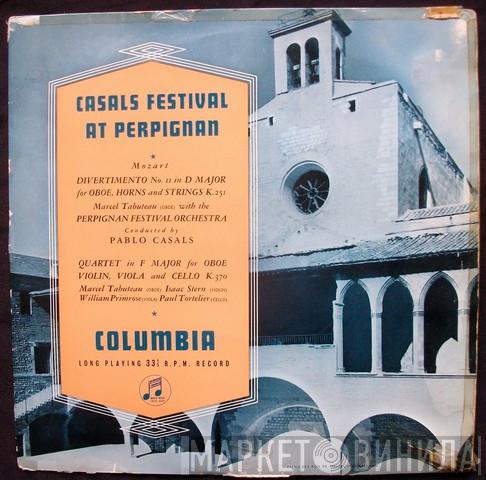 CASALS FESTIVAL
AT PERPIGNAN
Mozart
DIVERTIMENTO No. 11 in D MAJOR
for OBOE, HORNS and STRINGS K.251
Marcel Tabuteau (OBOE) with the
PERPIGNAN FESTIVAL ORCHESTRA
Conducted by
PABLO CASALS
QUARTET in F MAJOR for OBOE
VIOLIN, VIOLA and CELLO K.370
Marcel Tabuteau (OBOE) Isaac Stern (VIOLIN)
William Primrose (VIOLA) Paul Tortelier (CELLO)
COLUMBIA
LONG PLAYING 33⅓ R.P.M. RECORD
МАРКЕТ ВИНИЛА